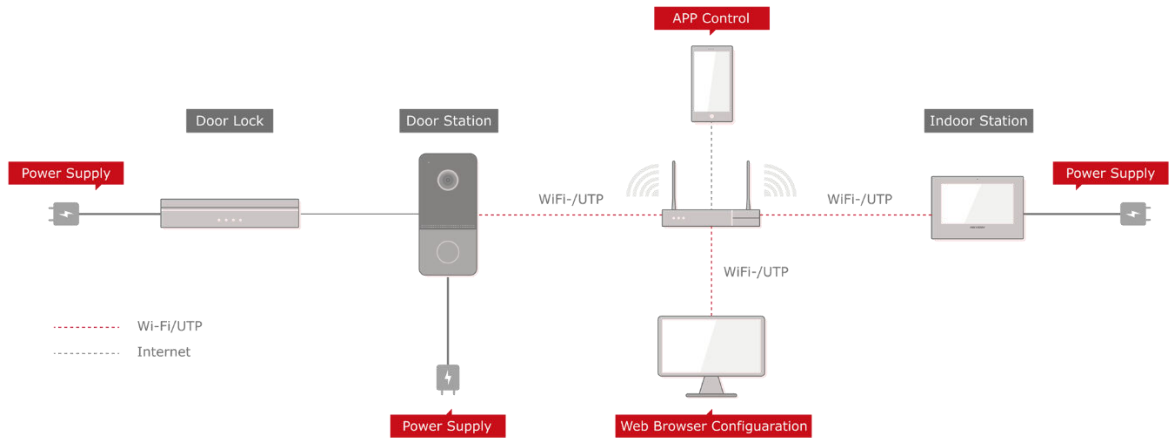 APP Control
Door Lock
Door Station
Indoor Station
Power Supply
Power Supply
WiFi-/UTP
WiFi-/UTP
WiFi-/UTP
Wi-Fi/UTP
Internet
Power Supply
Web Browser Configuaration